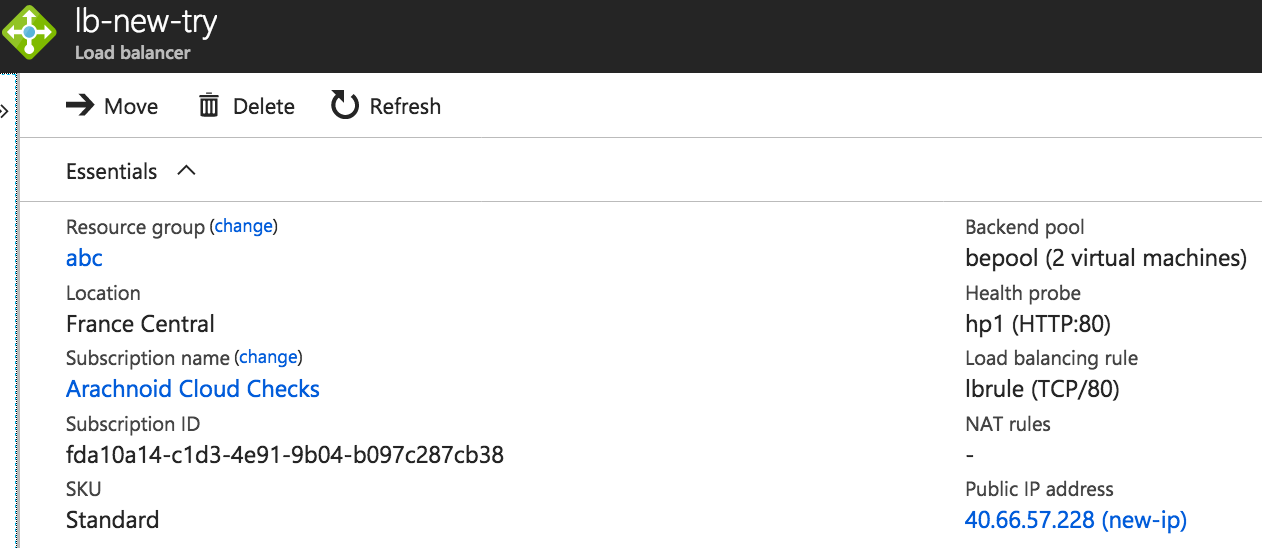 lb-new-try
Load balancer
Move Delete Refresh
Essentials
Resource group (change)
abc
Location
France Central
Subscription name (change)
Arachnoid Cloud Checks
Subscription ID
fda10a14-c1d3-4e91-9b04-b097c287cb38
SKU
Standard
Backend pool
bepool (2 virtual machines)
Health probe
hp1 (HTTP:80)
Load balancing rule
lbrule (TCP/80)
NAT rules
-
Public IP address
40.66.57.228 (new-ip)